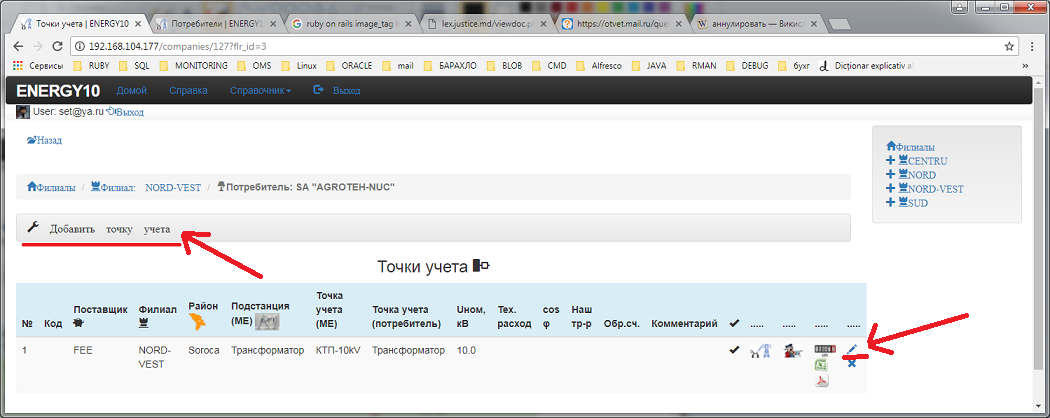 Точки учета | ENERGY10
Потребители | ENERGY1
ruby on rails image_tag h
lex.justice.md/viewdoc.p
https://otvet.mail.ru/que
аннулировать — Викис
192.168.104.177/companies/127?flr_id=3
Сервисы RUBY SQL MONITORING OMS Linux ORACLE mail БАРАХЛО BLOB CMD Alfresco JAVA RMAN DEBUG бухг Dicționar explicativ al
ENERGY10 Домой Справка Справочник Выход
User: set@ya.ru Выход
Назад
Филиалы
CENTRU
NORD
NORD-VEST
SUD
Филиалы / Филиал: NORD-VEST / Потребитель: SA "AGROTEH-NUC"
Добавить точку учета
Точки учета
№ Код Поставщик Филиал Район Подстанция (ME) Точка учета (ME) Точка учета (потребитель) Uном, кВ Тех. расход cos φ Наш тр-р Обр.сч. Комментарий ..... ..... ..... .....
1 FEE NORD-VEST Soroca Трансформатор КТП-10kV Трансформатор 10.0